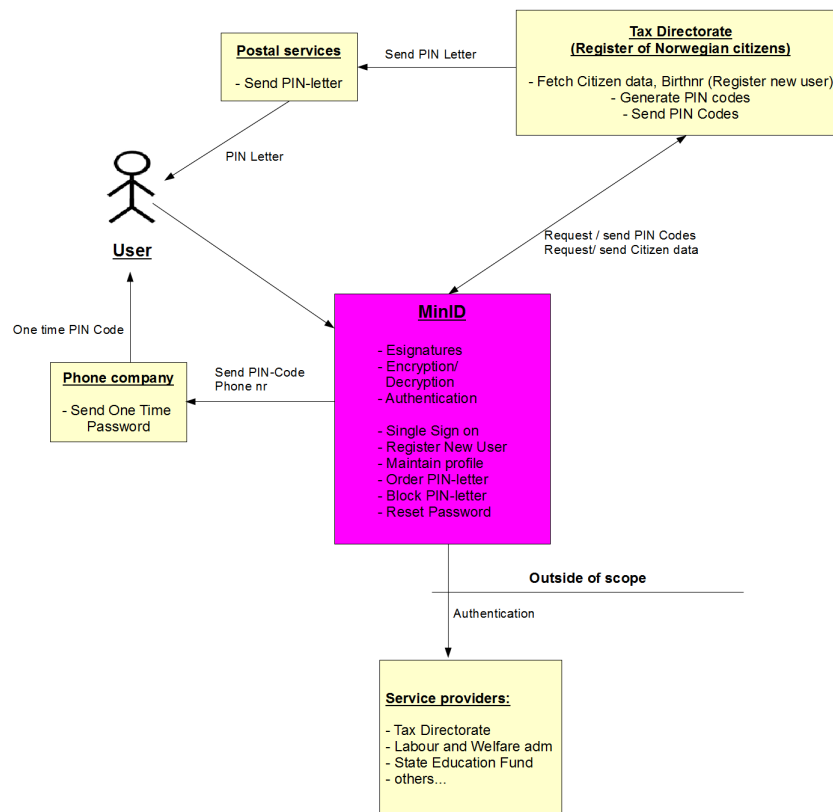 Postal services
- Send PIN-letter
Send PIN Letter
Tax Directorate
(Register of Norwegian citizens)
- Fetch Citizen data, Birthnr (Register new user)
- Generate PIN codes
- Send PIN Codes
PIN Letter
User
Request / send PIN Codes
Request/ send Citizen data
One time PIN Code
Phone company
- Send One Time
Password
Send PIN-Code
Phone nr
MinID
- Esignatures
- Encryption/
Decryption
- Authentication
- Single Sign on
- Register New User
- Maintain profile
- Order PIN-letter
- Block PIN-letter
- Reset Password
Outside of scope
Authentication
Service providers:
- Tax Directorate
- Labour and Welfare adm
- State Education Fund
- others...